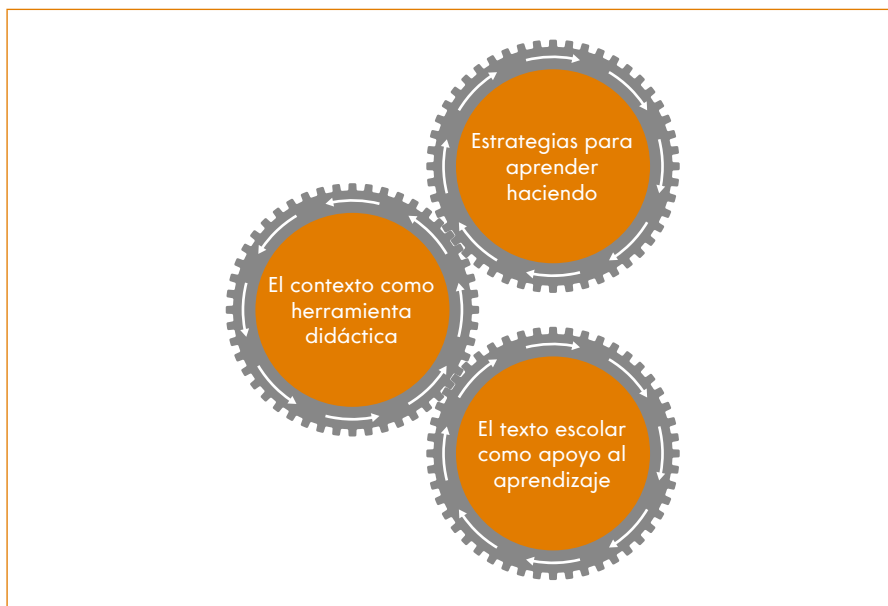 Estrategias para
aprender
haciendo
El contexto como
herramienta
didáctica
El texto escolar
como apoyo al
aprendizaje